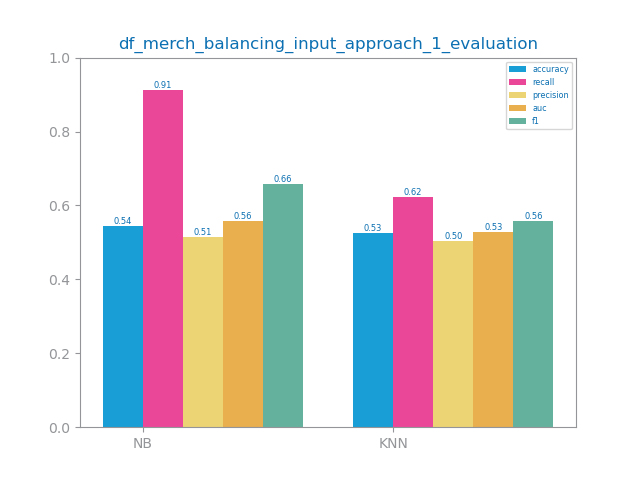 df_merch_balancing_input_approach_1_evaluation
1.0
0.8
0.6
0.4
0.2
0.0
0.54
0.91
0.51
0.56
0.66
0.53
0.62
0.50
0.53
0.56
accuracy
recall
precision
auc
f1
NB
KNN